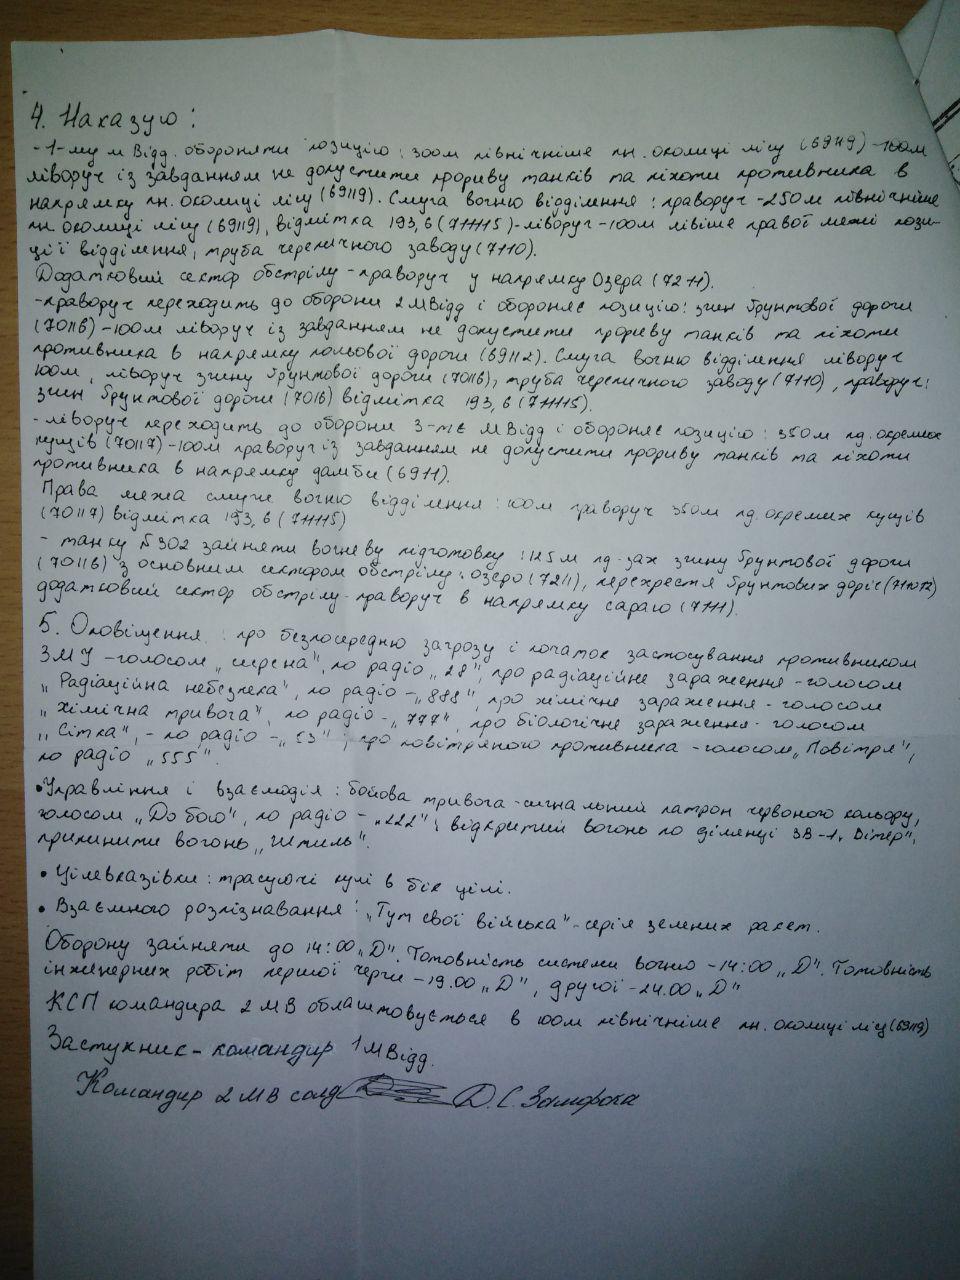 4. Наказую:
-1-му мВідд. обороняти позицію: 300м північніше пн. околиці лісу (69119) -100м
ліворуч із завданням не допустити прориву танків та піхоти противника в
напрямку пн. околиці лісу (69119). Смуга вогню відділення: праворуч -250м північніше
пн. околиці лісу (69119), відмітка 193,6 (711115) -ліворуч -100м лівіше правої межі пози-
ції відділення, труба черепичного заводу (7110).
Додатковий сектор обстрілу -праворуч у напрямку Озера (7211).
-праворуч переходить до оборони 2 МВідд і обороняє позицію: згин ґрунтової дороги
(70116) -100м ліворуч із завданням не допустити прориву танків та піхоти
противника в напрямку польової дороги (69112). Смуга вогню відділення ліворуч
100м, ліворуч згину ґрунтової дороги (70116), труба черепичного заводу (7110), праворуч:
згин ґрунтової дороги (7016) відмітка 193,6 (711115).
-ліворуч переходить до оборони 3-тє МВідд і обороняє позицію: 350м пд. окремих
кущів (70117) -100м праворуч із завданням не допустити прориву танків та піхоти
противника в напрямку дамби (6911).
Права межа смуги вогню відділення: 100м праворуч 350м пд. окремих кущів
(70117) відмітка 193,6 (711115)
- танку №302 зайняти вогневу підготовку: 125м пд-зах згину ґрунтової дороги
(70116) з основним сектором обстрілу: озеро (7211), перехрестя ґрунтових доріг
додатковий сектор обстрілу-праворуч в напрямку сараю (7111).
5. Оповіщення: про безпосередню загрозу і початок застосування противником
ЗМУ -голосом „сирена", по радіо „28", про радіаційне зараження -голосом
„Радіаційна небезпека", по радіо -„888", про хімічне зараження - голосом
„Хімічна тривога", по радіо -„777", про біологічне зараження- голосом
„Сітка", - по радіо -„53", про повітряного противника -голосом „Повітря",
по радіо „555".
•Управління і взаємодія: бойова тривога -сигнальний патрон червоного кольору,
голосом „До бою", по радіо - „222", відкритий вогонь по ділянці ЗВ-1 „Вітер",
припинити вогонь „Штиль".
• Цілевказівки: трасуючі кулі в бік цілі.
• Взаємного розпізнавання: „Тут свої війська" -серія зелених ракет.
Оборону зайняти до 14:00 „Д". Готовність системи вогню -14:00 „Д". Готовність
інженерних робіт першої черги -19.00 „Д", другої -24.00 „Д"
КСП командира 2 МВ облаштовується в 100м північніше пн. околиці лісу (69119)
Заступник - командир 1 МВідд.
Командир 2 МВ солд Д.С.